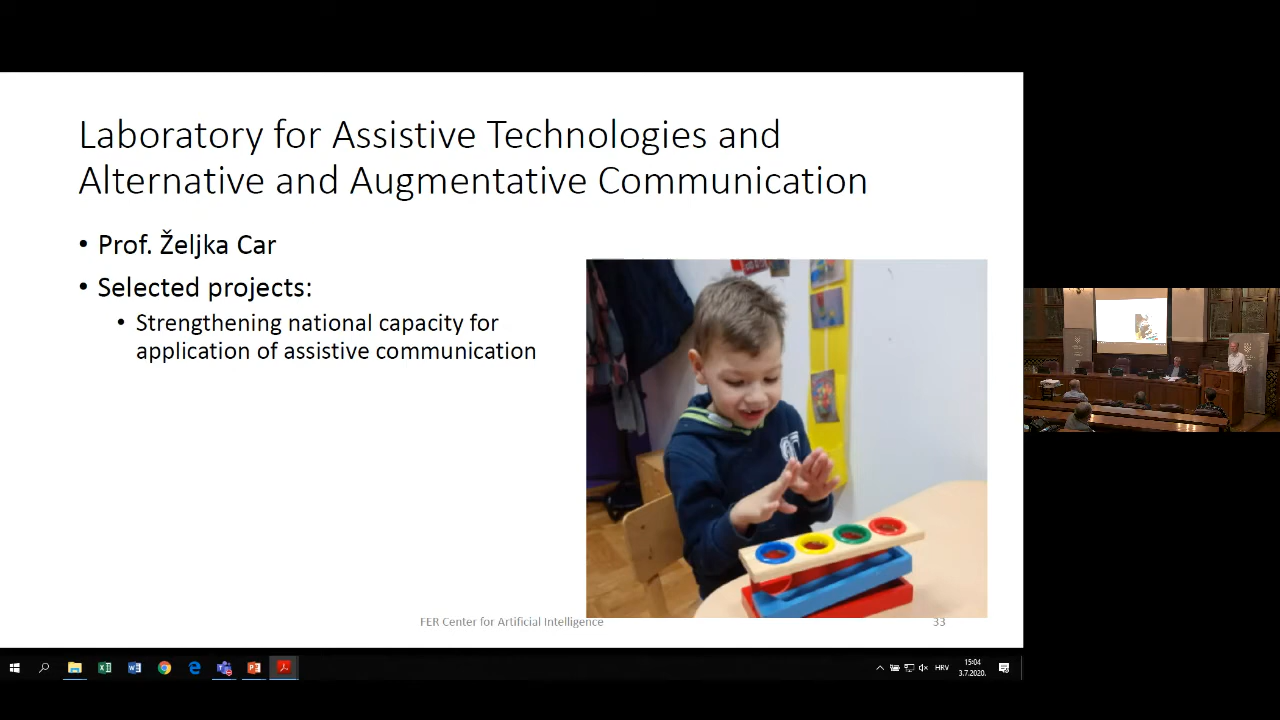 Laboratory for Assistive Technologies and
Alternative and Augmentative Communication
• Prof. Željka Car
• Selected projects:
• Strengthening national capacity for
application of assistive communication
FER Center for Artificial Intelligence
33
HRV
15:04
3.7.2020.